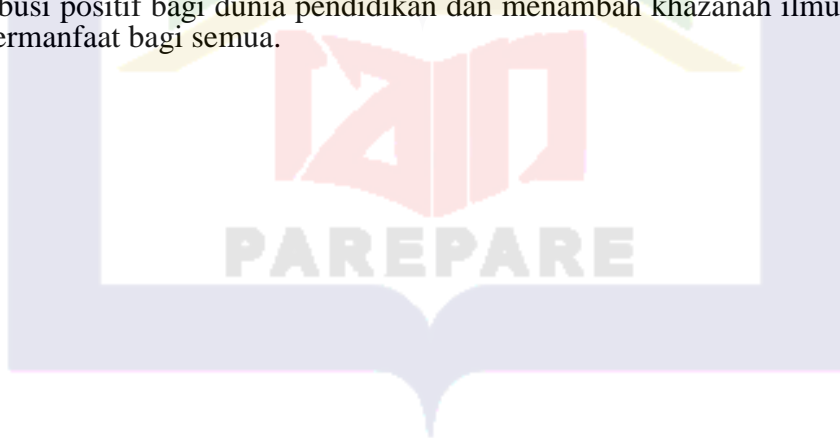 busi positif bagi dunia pendidikan dan menambah khazanah ilmu
ermanfaat bagi semua.
PAREPARE